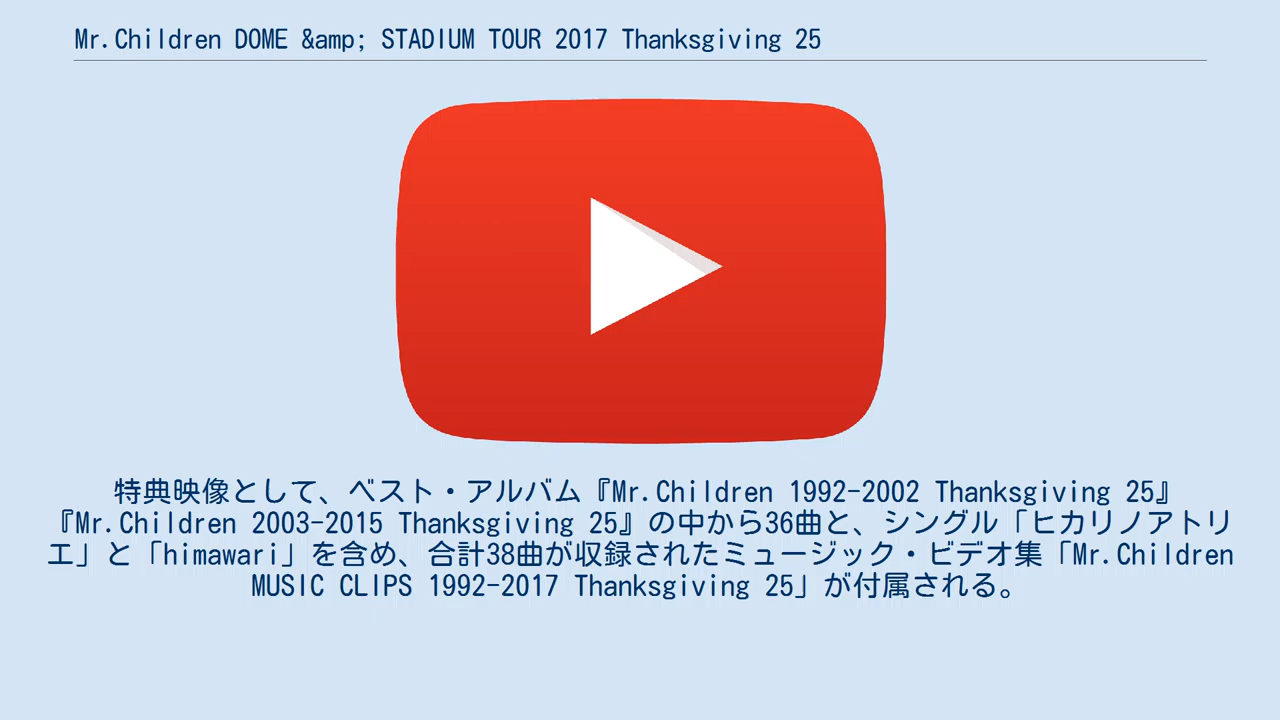 Mr.Children DOME &amp; STADIUM TOUR 2017 Thanksgiving 25
特典映像として、ベスト・アルバム『Mr.Children 1992-2002 Thanksgiving 25』
『Mr.Children 2003-2015 Thanksgiving 25』の中から36曲と、シングル「ヒカリノアトリ
エ」と「himawari」を含め、合計38曲が収録されたミュージック・ビデオ集「Mr.Children
MUSIC CLIPS 1992-2017 Thanksgiving 25」が付属される。